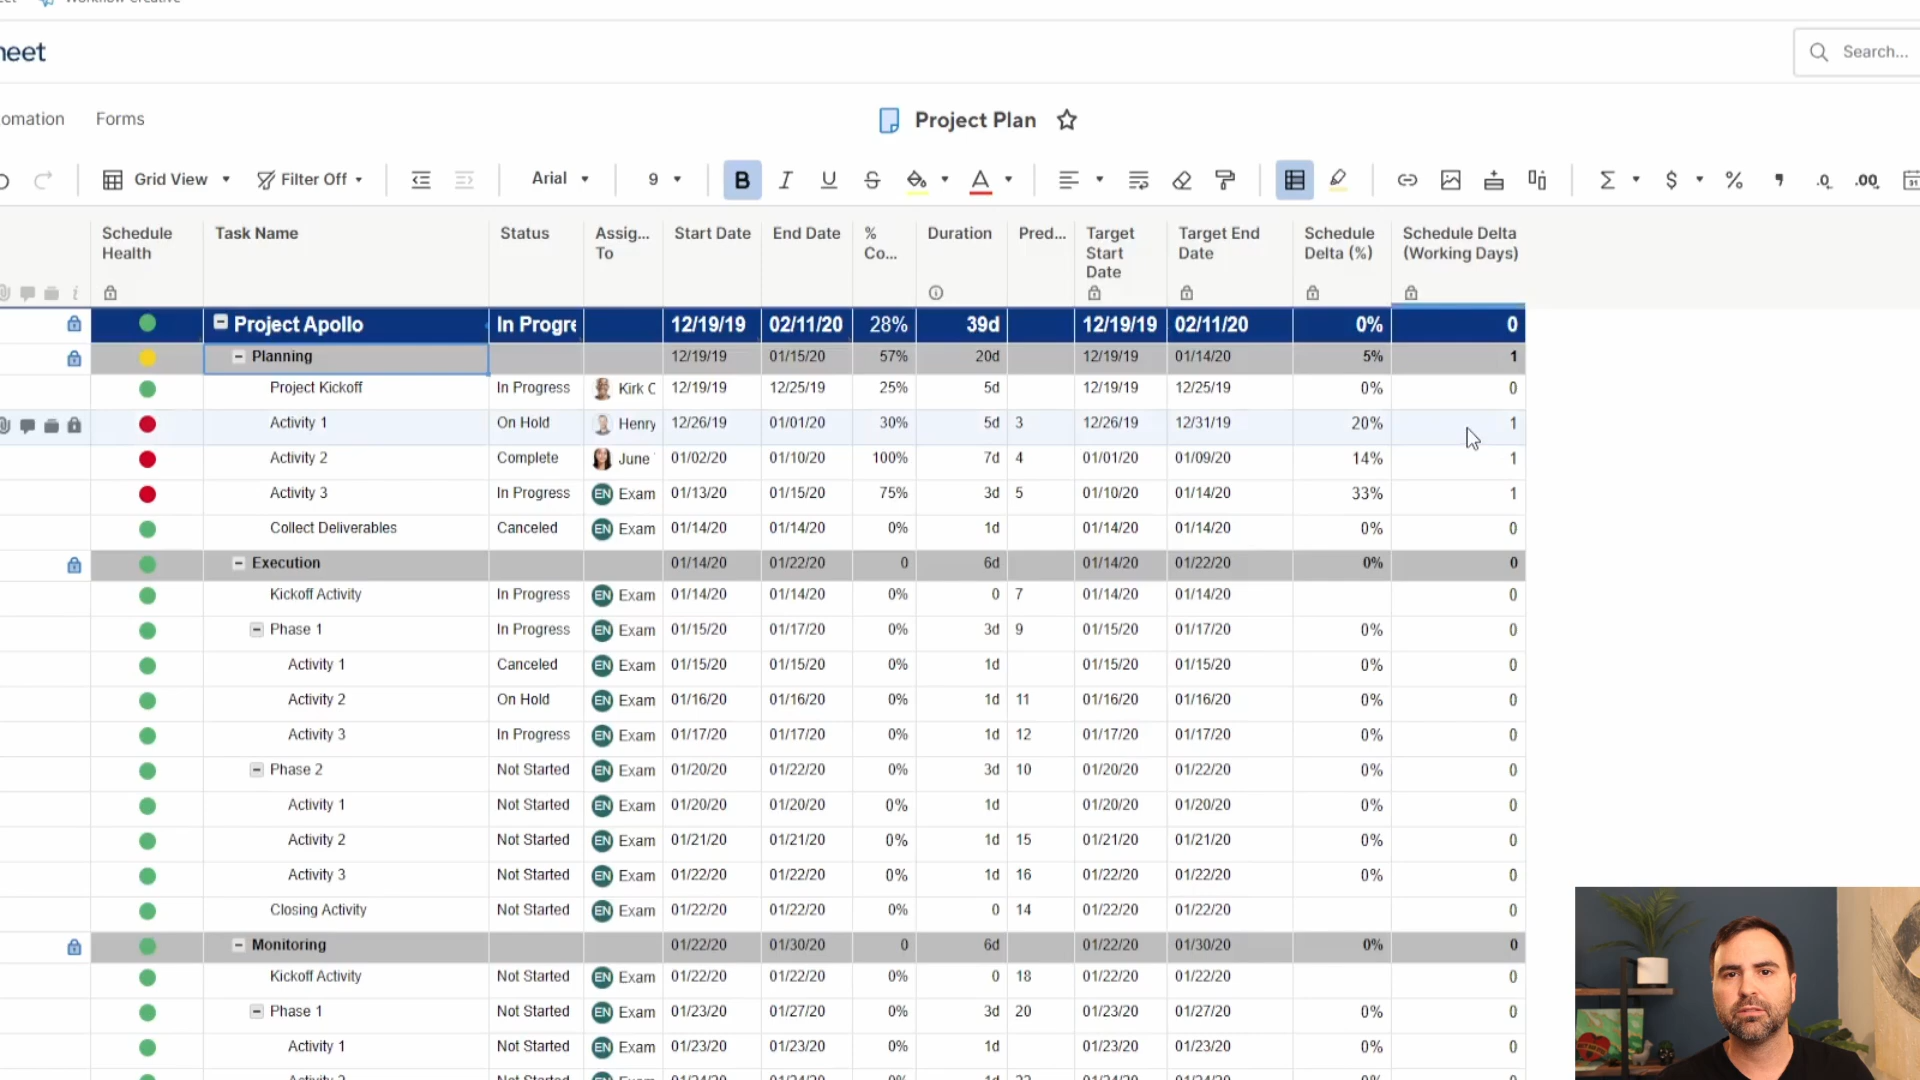 Workflow Creative
heet
Search...
omation Forms Project Plan
Grid View Filter Off Arial 9 B I U S A Σ $ % , .0 .00 31
Schedule Health Task Name Status Assig... To Start Date End Date % Co... Duration Pred... Target Start Date Target End Date Schedule Delta (%) Schedule Delta (Working Days)
Project Apollo In Progre 12/19/19 02/11/20 28% 39d 12/19/19 02/11/20 0% 0
Planning 12/19/19 01/15/20 57% 20d 12/19/19 01/14/20 5% 1
Project Kickoff In Progress Kirk C 12/19/19 12/25/19 25% 5d 12/19/19 12/25/19 0% 0
Activity 1 On Hold Henry 12/26/19 01/01/20 30% 5d 3 12/26/19 12/31/19 20% 1
Activity 2 Complete June 01/02/20 01/10/20 100% 7d 4 01/01/20 01/09/20 14% 1
Activity 3 In Progress EN Exam 01/13/20 01/15/20 75% 3d 5 01/10/20 01/14/20 33% 1
Collect Deliverables Canceled EN Exam 01/14/20 01/14/20 0% 1d 01/14/20 01/14/20 0% 0
Execution 01/14/20 01/22/20 0 6d 01/14/20 01/22/20 0% 0
Kickoff Activity In Progress EN Exam 01/14/20 01/14/20 0% 0 7 01/14/20 01/14/20 0
Phase 1 In Progress EN Exam 01/15/20 01/17/20 0% 3d 9 01/15/20 01/17/20 0% 0
Activity 1 Canceled EN Exam 01/15/20 01/15/20 0% 1d 01/15/20 01/15/20 0% 0
Activity 2 On Hold EN Exam 01/16/20 01/16/20 0% 1d 11 01/16/20 01/16/20 0% 0
Activity 3 In Progress EN Exam 01/17/20 01/17/20 0% 1d 12 01/17/20 01/17/20 0% 0
Phase 2 Not Started EN Exam 01/20/20 01/22/20 0% 3d 10 01/20/20 01/22/20 0% 0
Activity 1 Not Started EN Exam 01/20/20 01/20/20 0% 1d 01/20/20 01/20/20 0% 0
Activity 2 Not Started EN Exam 01/21/20 01/21/20 0% 1d 15 01/21/20 01/21/20 0% 0
Activity 3 Not Started EN Exam 01/22/20 01/22/20 0% 1d 16 01/22/20 01/22/20 0% 0
Closing Activity Not Started EN Exam 01/22/20 01/22/20 0% 0 14 01/22/20 01/22/20 0
Monitoring 01/22/20 01/30/20 0 6d 01/22/20 01/30/20 0% 0
Kickoff Activity Not Started EN Exam 01/22/20 01/22/20 0% 0 18 01/22/20 01/22/20 0
Phase 1 Not Started EN Exam 01/23/20 01/27/20 0% 3d 20 01/23/20 01/27/20 0% 0
Activity 1 Not Started EN Exam 01/23/20 01/23/20 0% 1d 01/23/20 01/23/20 0% 0